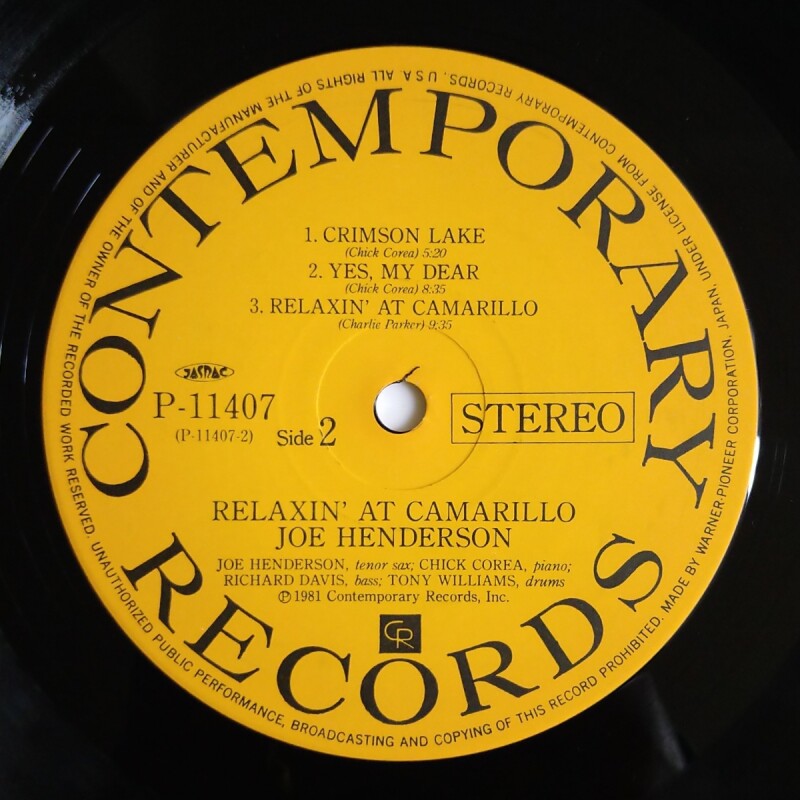 CONTEMPORARY
RECORDS
1. CRIMSON LAKE
(Chick Corea) 5:20
2. YES, MY DEAR
(Chick Corea) 8:35
3. RELAXIN' AT CAMARILLO
(Charlie Parker) 9:35
JASRAC
P-11407
(P-11407-2)
Side 2
STEREO
RELAXIN' AT CAMARILLO
JOE HENDERSON
JOE HENDERSON, tenor sax; CHICK COREA, piano;
RICHARD DAVIS, bass; TONY WILLIAMS, drums
Ⓟ 1981 Contemporary Records, Inc.
CR
UNAUTHORIZED PUBLIC PERFORMANCE, BROADCASTING AND COPYING OF THIS RECORD PROHIBITED. MADE BY WARNER-PIONEER CORPORATION, JAPAN, UNDER LICENSE FROM CONTEMPORARY RECORDS, U S A. ALL RIGHTS OF THE MANUFACTURER AND OF THE OWNER OF THE RECORDED WORK RESERVED.